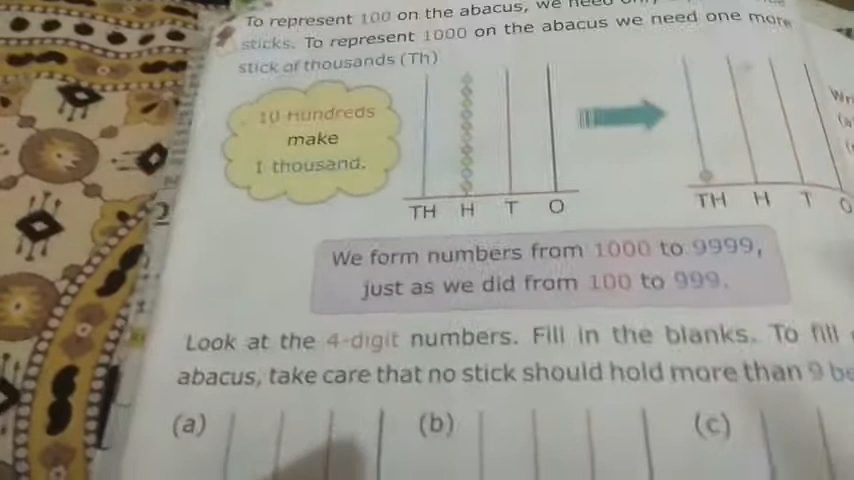 To represent 100 on the abacus, we need
sticks. To represent 1000 on the abacus we need one more
stick of thousands (Th)
10 Hundreds
make
1 thousand.
TH H T O
TH H T O
We form numbers from 1000 to 9999,
just as we did from 100 to 999.
Look at the 4-digit numbers. Fill in the blanks. To fill
abacus, take care that no stick should hold more than 9
(a) (b) (c)